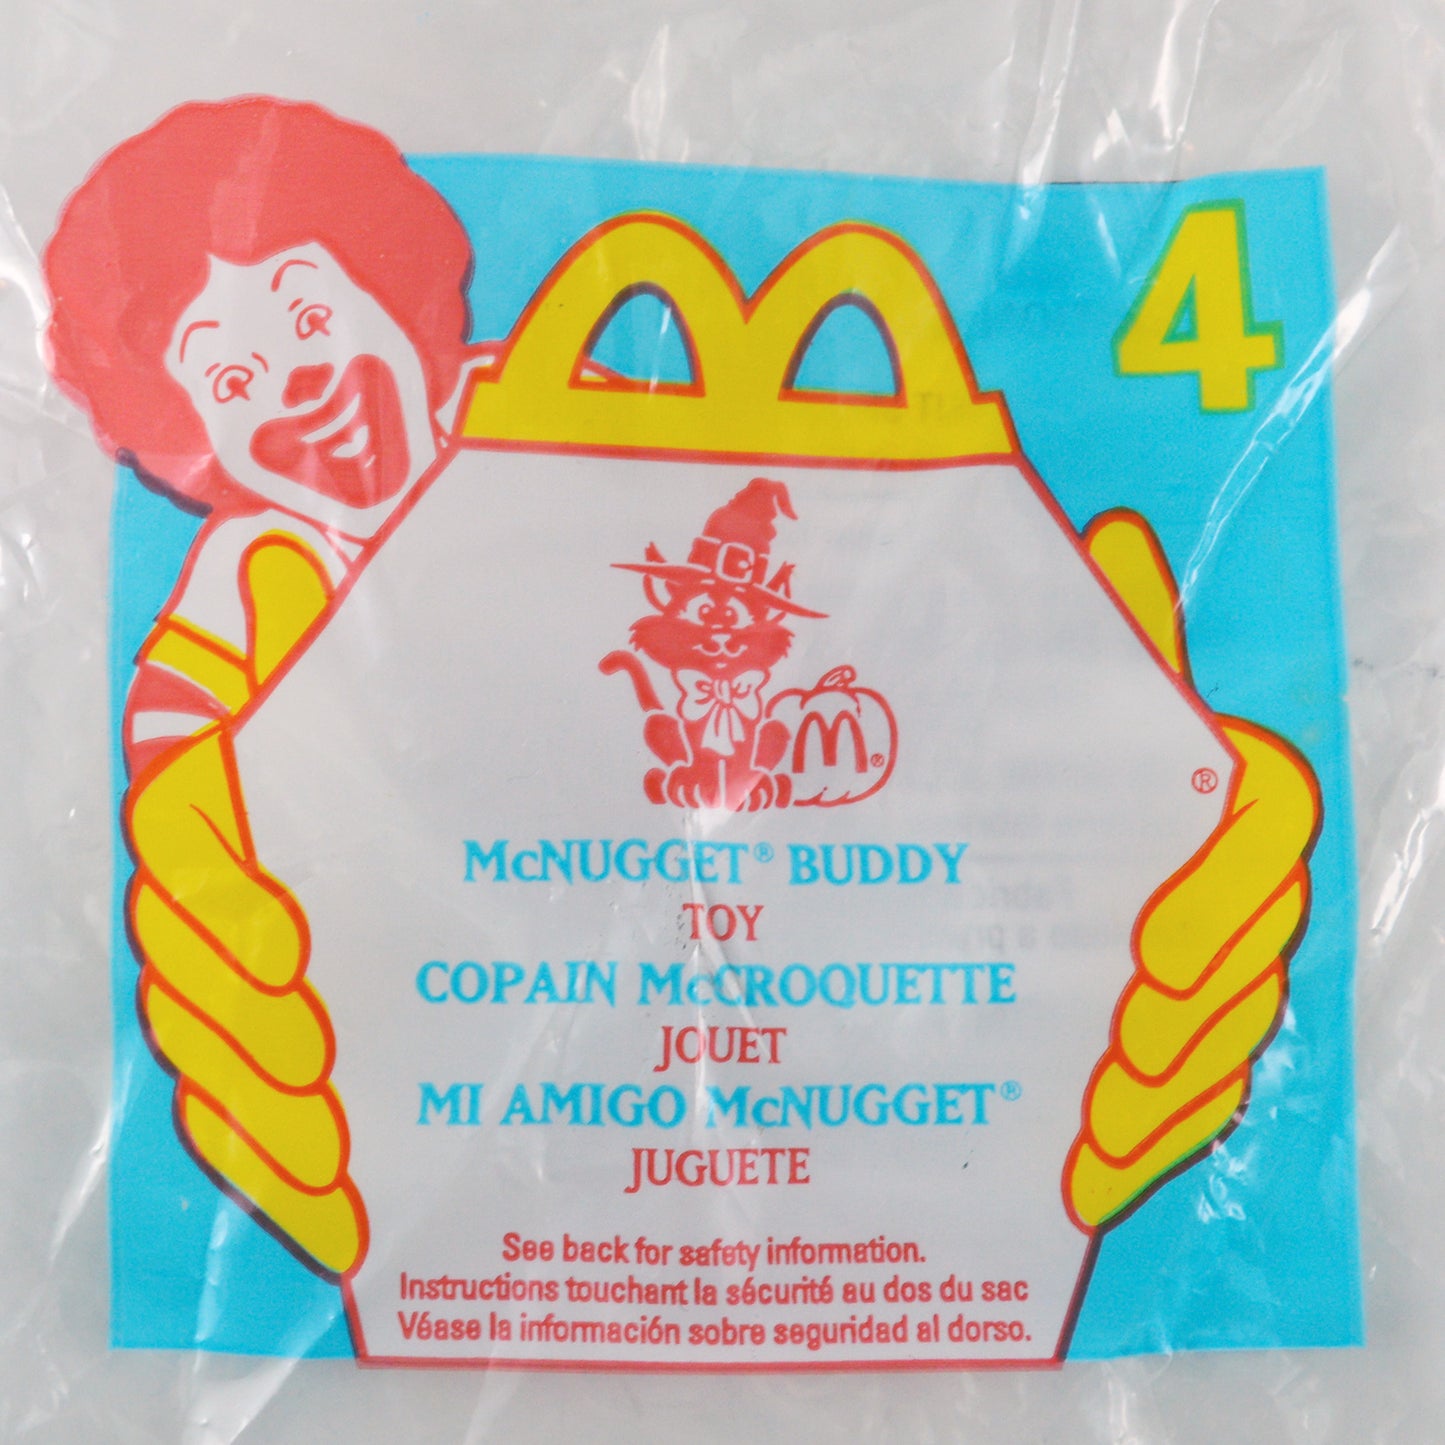 4
M®
®
McNUGGET® BUDDY
TOY
COPAIN McCROQUETTE
JOUET
MI AMIGO McNUGGET®
JUGUETE
See back for safety information.
Instructions touchant la sécurité au dos du sac
Véase la información sobre seguridad al dorso.